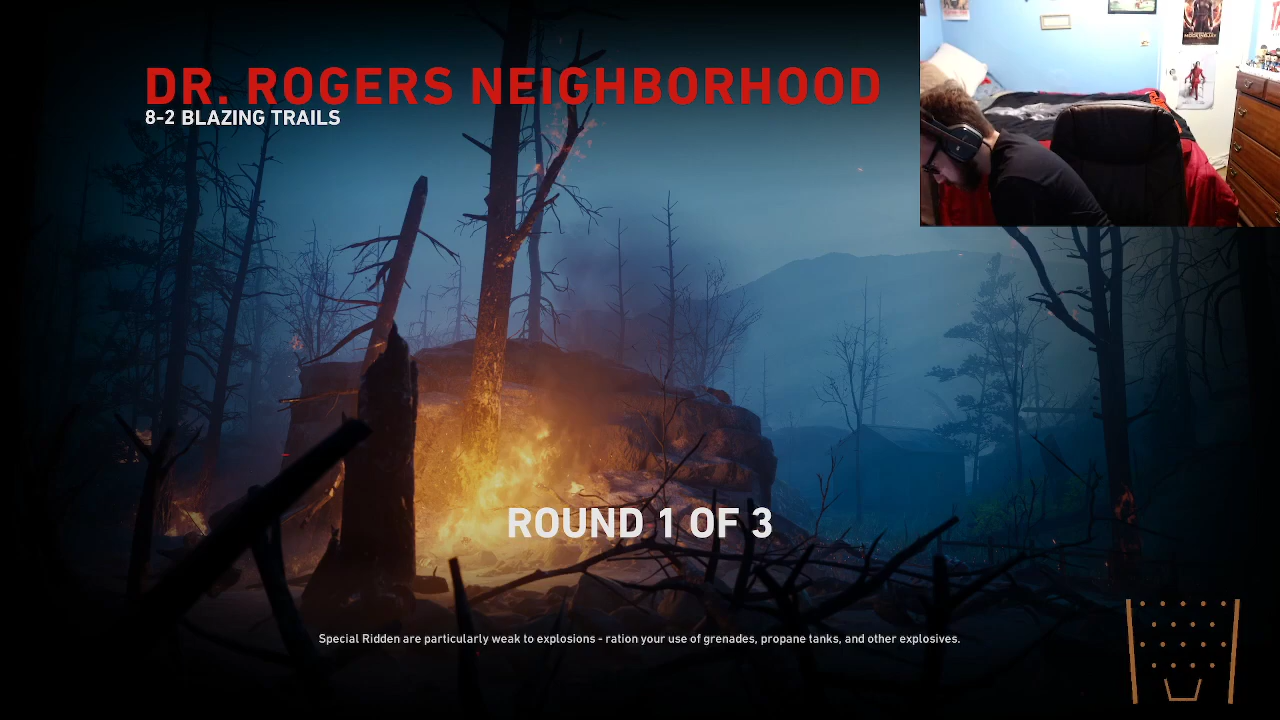 DR. ROGERS NEIGHBORHOOD
8-2 BLAZING TRAILS
ROUND 1 OF 3
Special Ridden are particularly weak to explosions - ration your use of grenades, propane tanks, and other explosives.